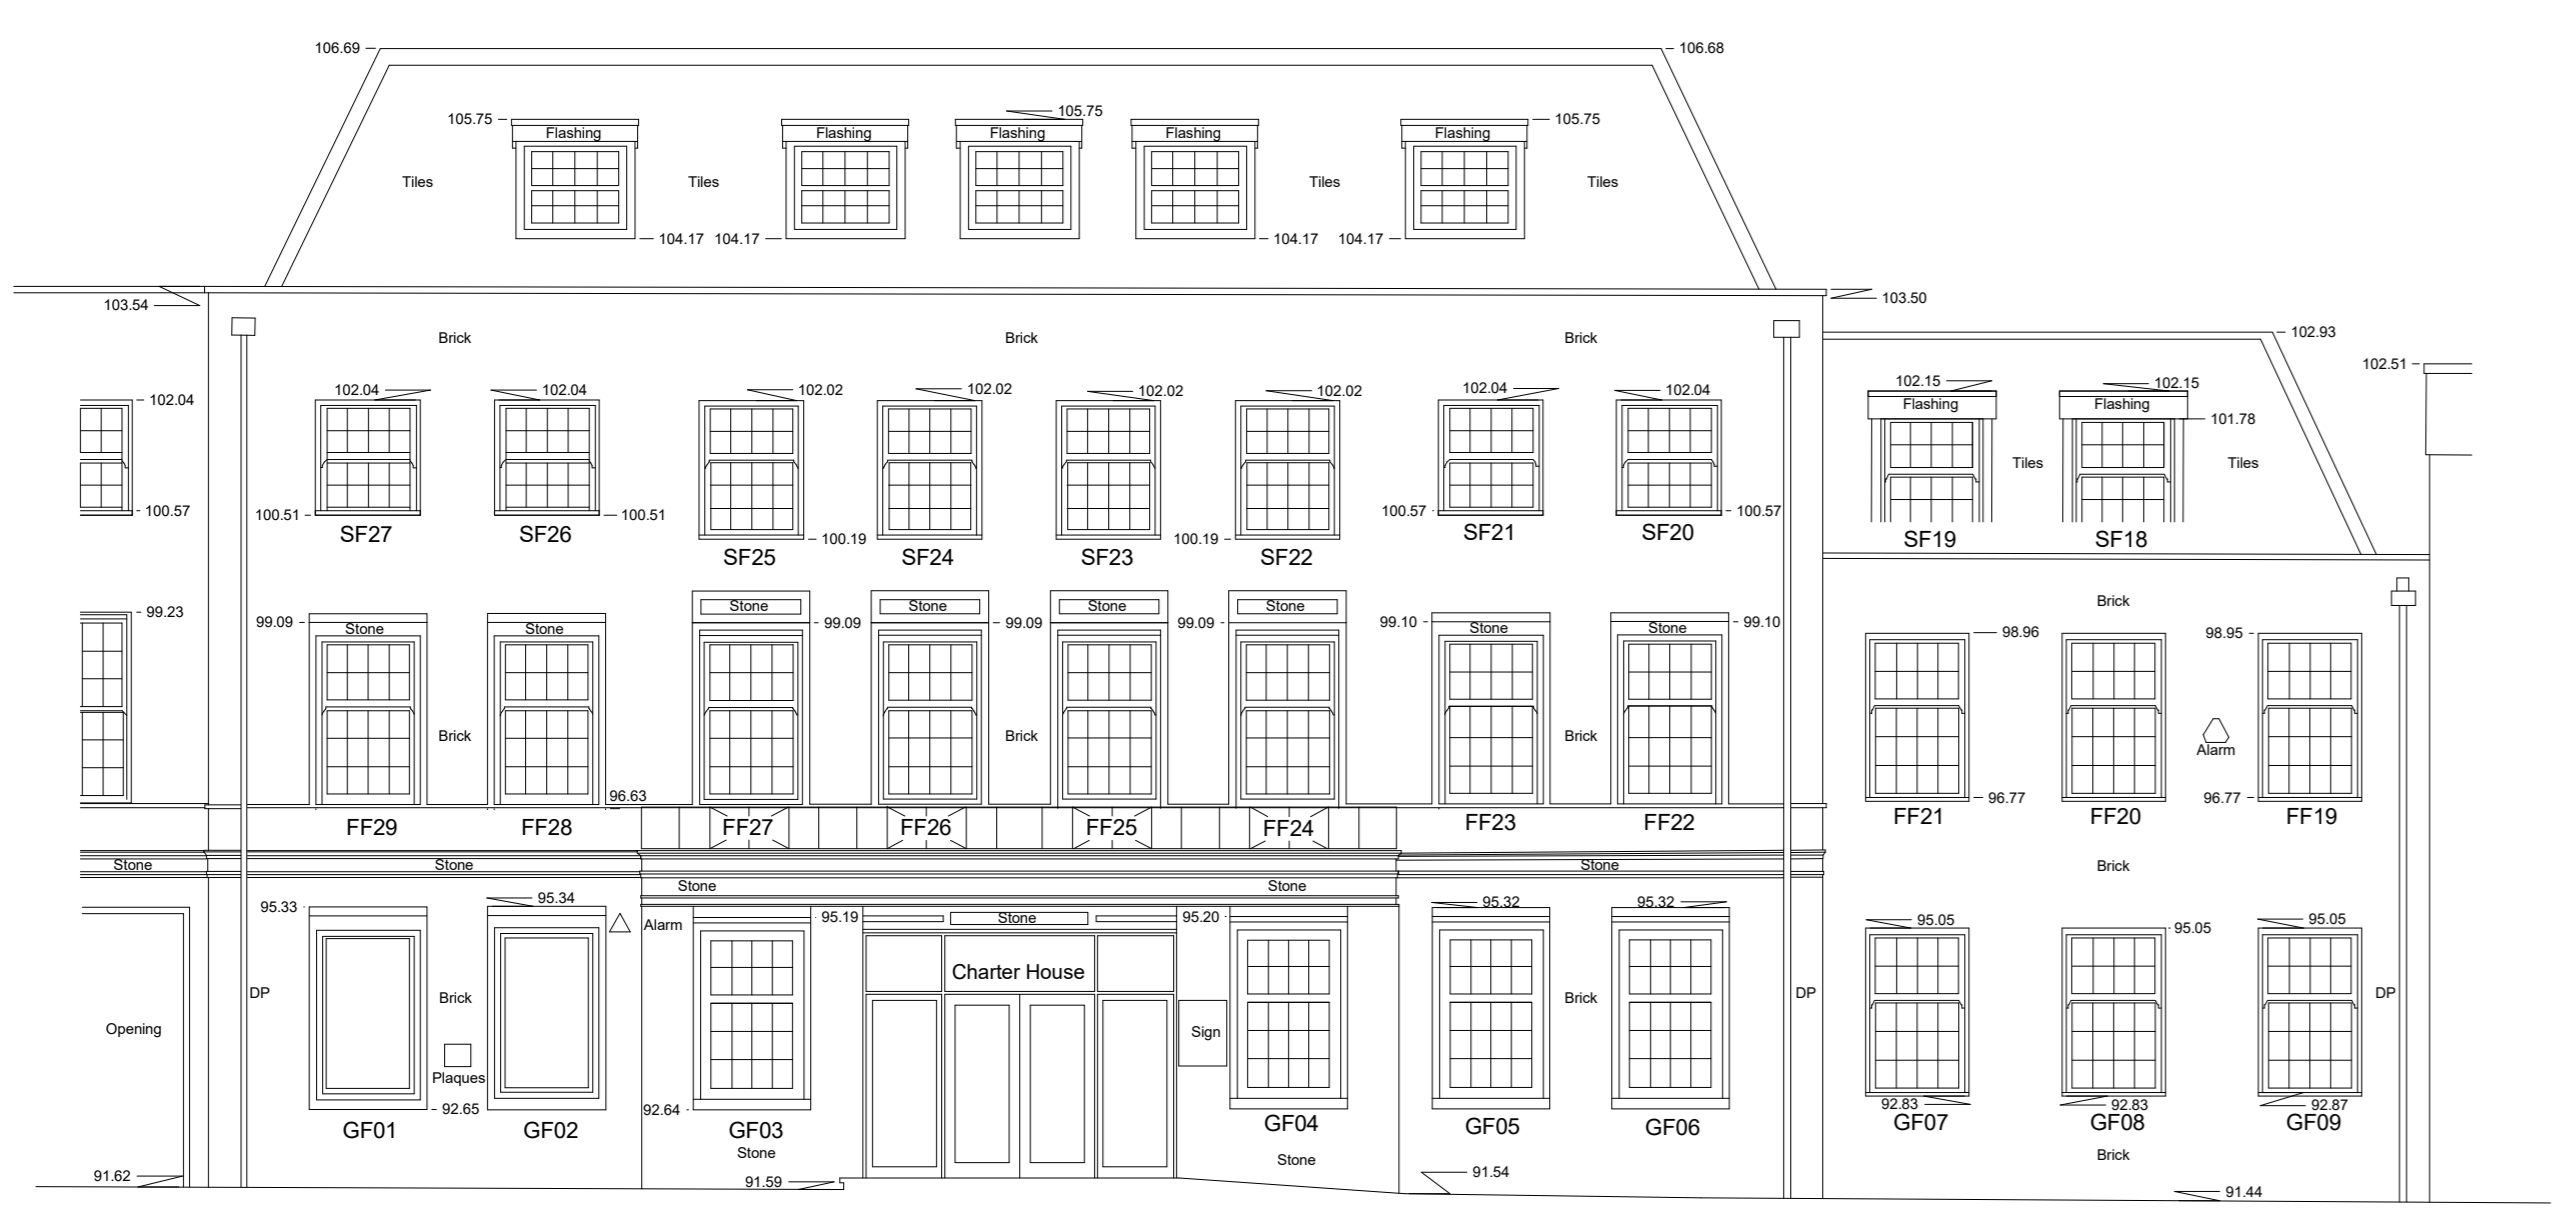 106.69
106.68
105.75
105.75
105.75
Flashing
Flashing
Flashing
Flashing
Flashing
Tiles
Tiles
Tiles
Tiles
104.17
104.17
104.17
104.17
103.54
103.50
Brick
Brick
Brick
102.93
102.51
102.04
102.04
102.04
102.02
102.02
102.02
102.02
102.04
102.04
102.15
102.15
Flashing
Flashing
101.78
Tiles
Tiles
100.57
100.51
100.51
100.19
100.19
100.57
100.57
SF27
SF26
SF25
SF24
SF23
SF22
SF21
SF20
SF19
SF18
99.23
99.09
Stone
Stone
Stone
99.09
Stone
99.09
Stone
99.09
Stone
99.10
Stone
Stone
99.10
Brick
98.96
98.95
Brick
Brick
Brick
Alarm
96.63
96.77
96.77
FF29
FF28
FF27
FF26
FF25
FF24
FF23
FF22
FF21
FF20
FF19
Stone
Stone
Stone
Brick
Stone
Stone
95.33
95.34
Alarm
95.19
Stone
95.20
95.32
95.32
95.05
95.05
95.05
Charter House
DP
Brick
Brick
DP
DP
Opening
Sign
Plaques
92.65
92.64
92.83
92.83
92.87
GF01
GF02
GF03
GF04
GF05
GF06
GF07
GF08
GF09
Stone
Stone
Brick
91.62
91.59
91.54
91.44